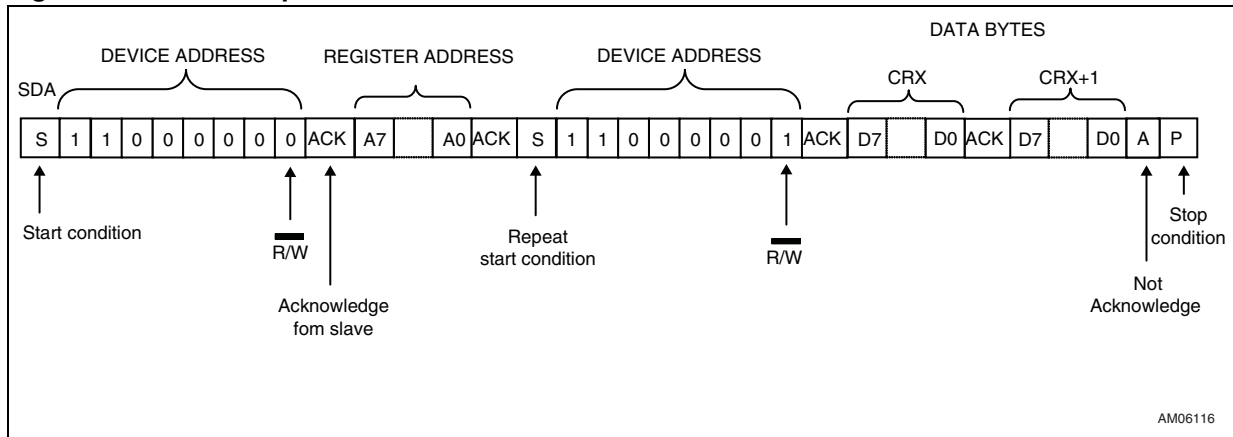 DATA BYTES
DEVICE ADDRESS REGISTER ADDRESS DEVICE ADDRESS
CRX CRX+1
SDA
S 1 1 0 0 0 0 0 0 ACK A7 A0 ACK S 1 1 0 0 0 0 0 1 ACK D7 D0 ACK D7 D0 A P
Start condition
R/W
Acknowledge
fom slave
Repeat
start condition
R/W
Not
Acknowledge
Stop
condition
AM06116